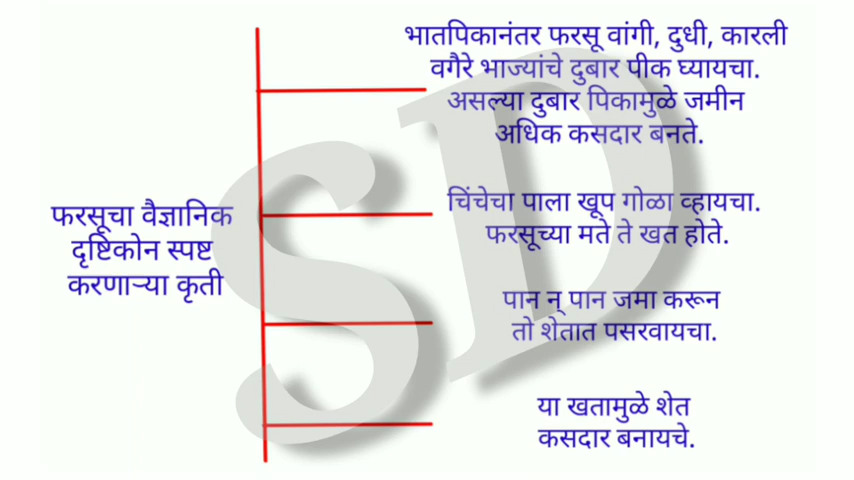 फरसूचा वैज्ञानिक
दृष्टिकोन स्पष्ट
करणाऱ्या कृती
भातपिकानंतर फरसू वांगी, दुधी, कारली
वगैरे भाज्यांचे दुबार पीक घ्यायचा.
असल्या दुबार पिकामुळे जमीन
अधिक कसदार बनते.
चिंचेचा पाला खूप गोळा व्हायचा.
फरसूच्या मते ते खत होते.
पान न् पान जमा करून
तो शेतात पसरवायचा.
या खतामुळे शेत
कसदार बनायचे.
SD